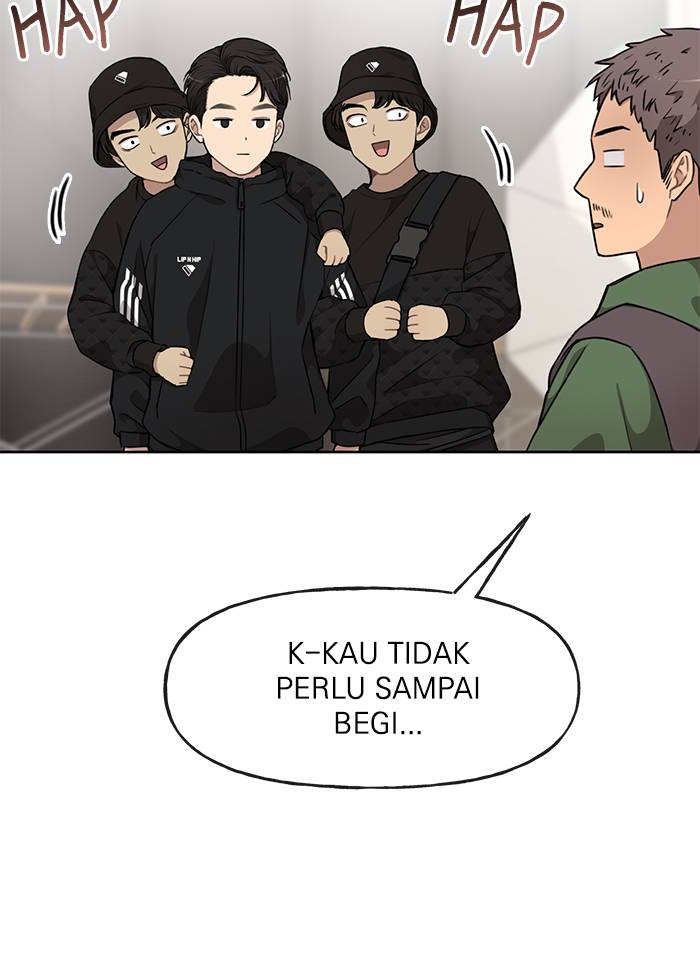 HAP
HAP
LIP N HIP
K-KAU TIDAK
PERLU SAMPAI
BEGI...